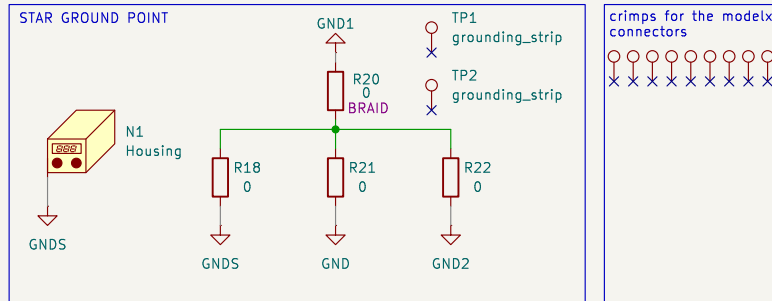 STAR GROUND POINT
GND1
TP1
grounding_strip
R20
0
BRAID
TP2
grounding_strip
N1
Housing
888
R18
0
R21
0
R22
0
GNDS
GNDS
GND
GND2
crimps for the modelx
connectors